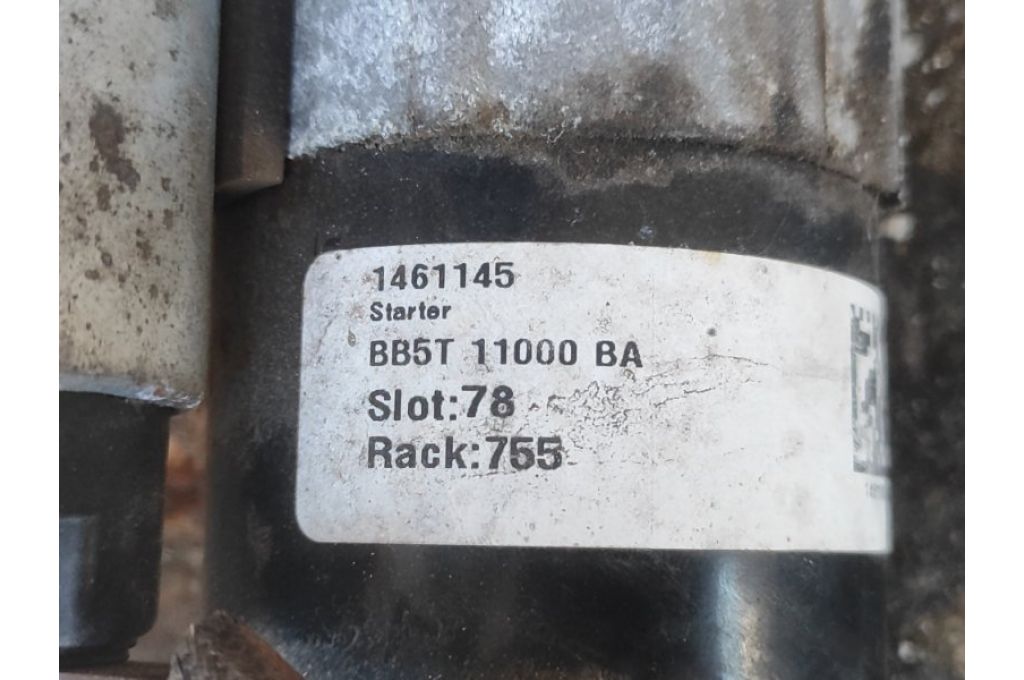 1461145
Starter
BB5T 11000 BA
Slot:78
Rack:755